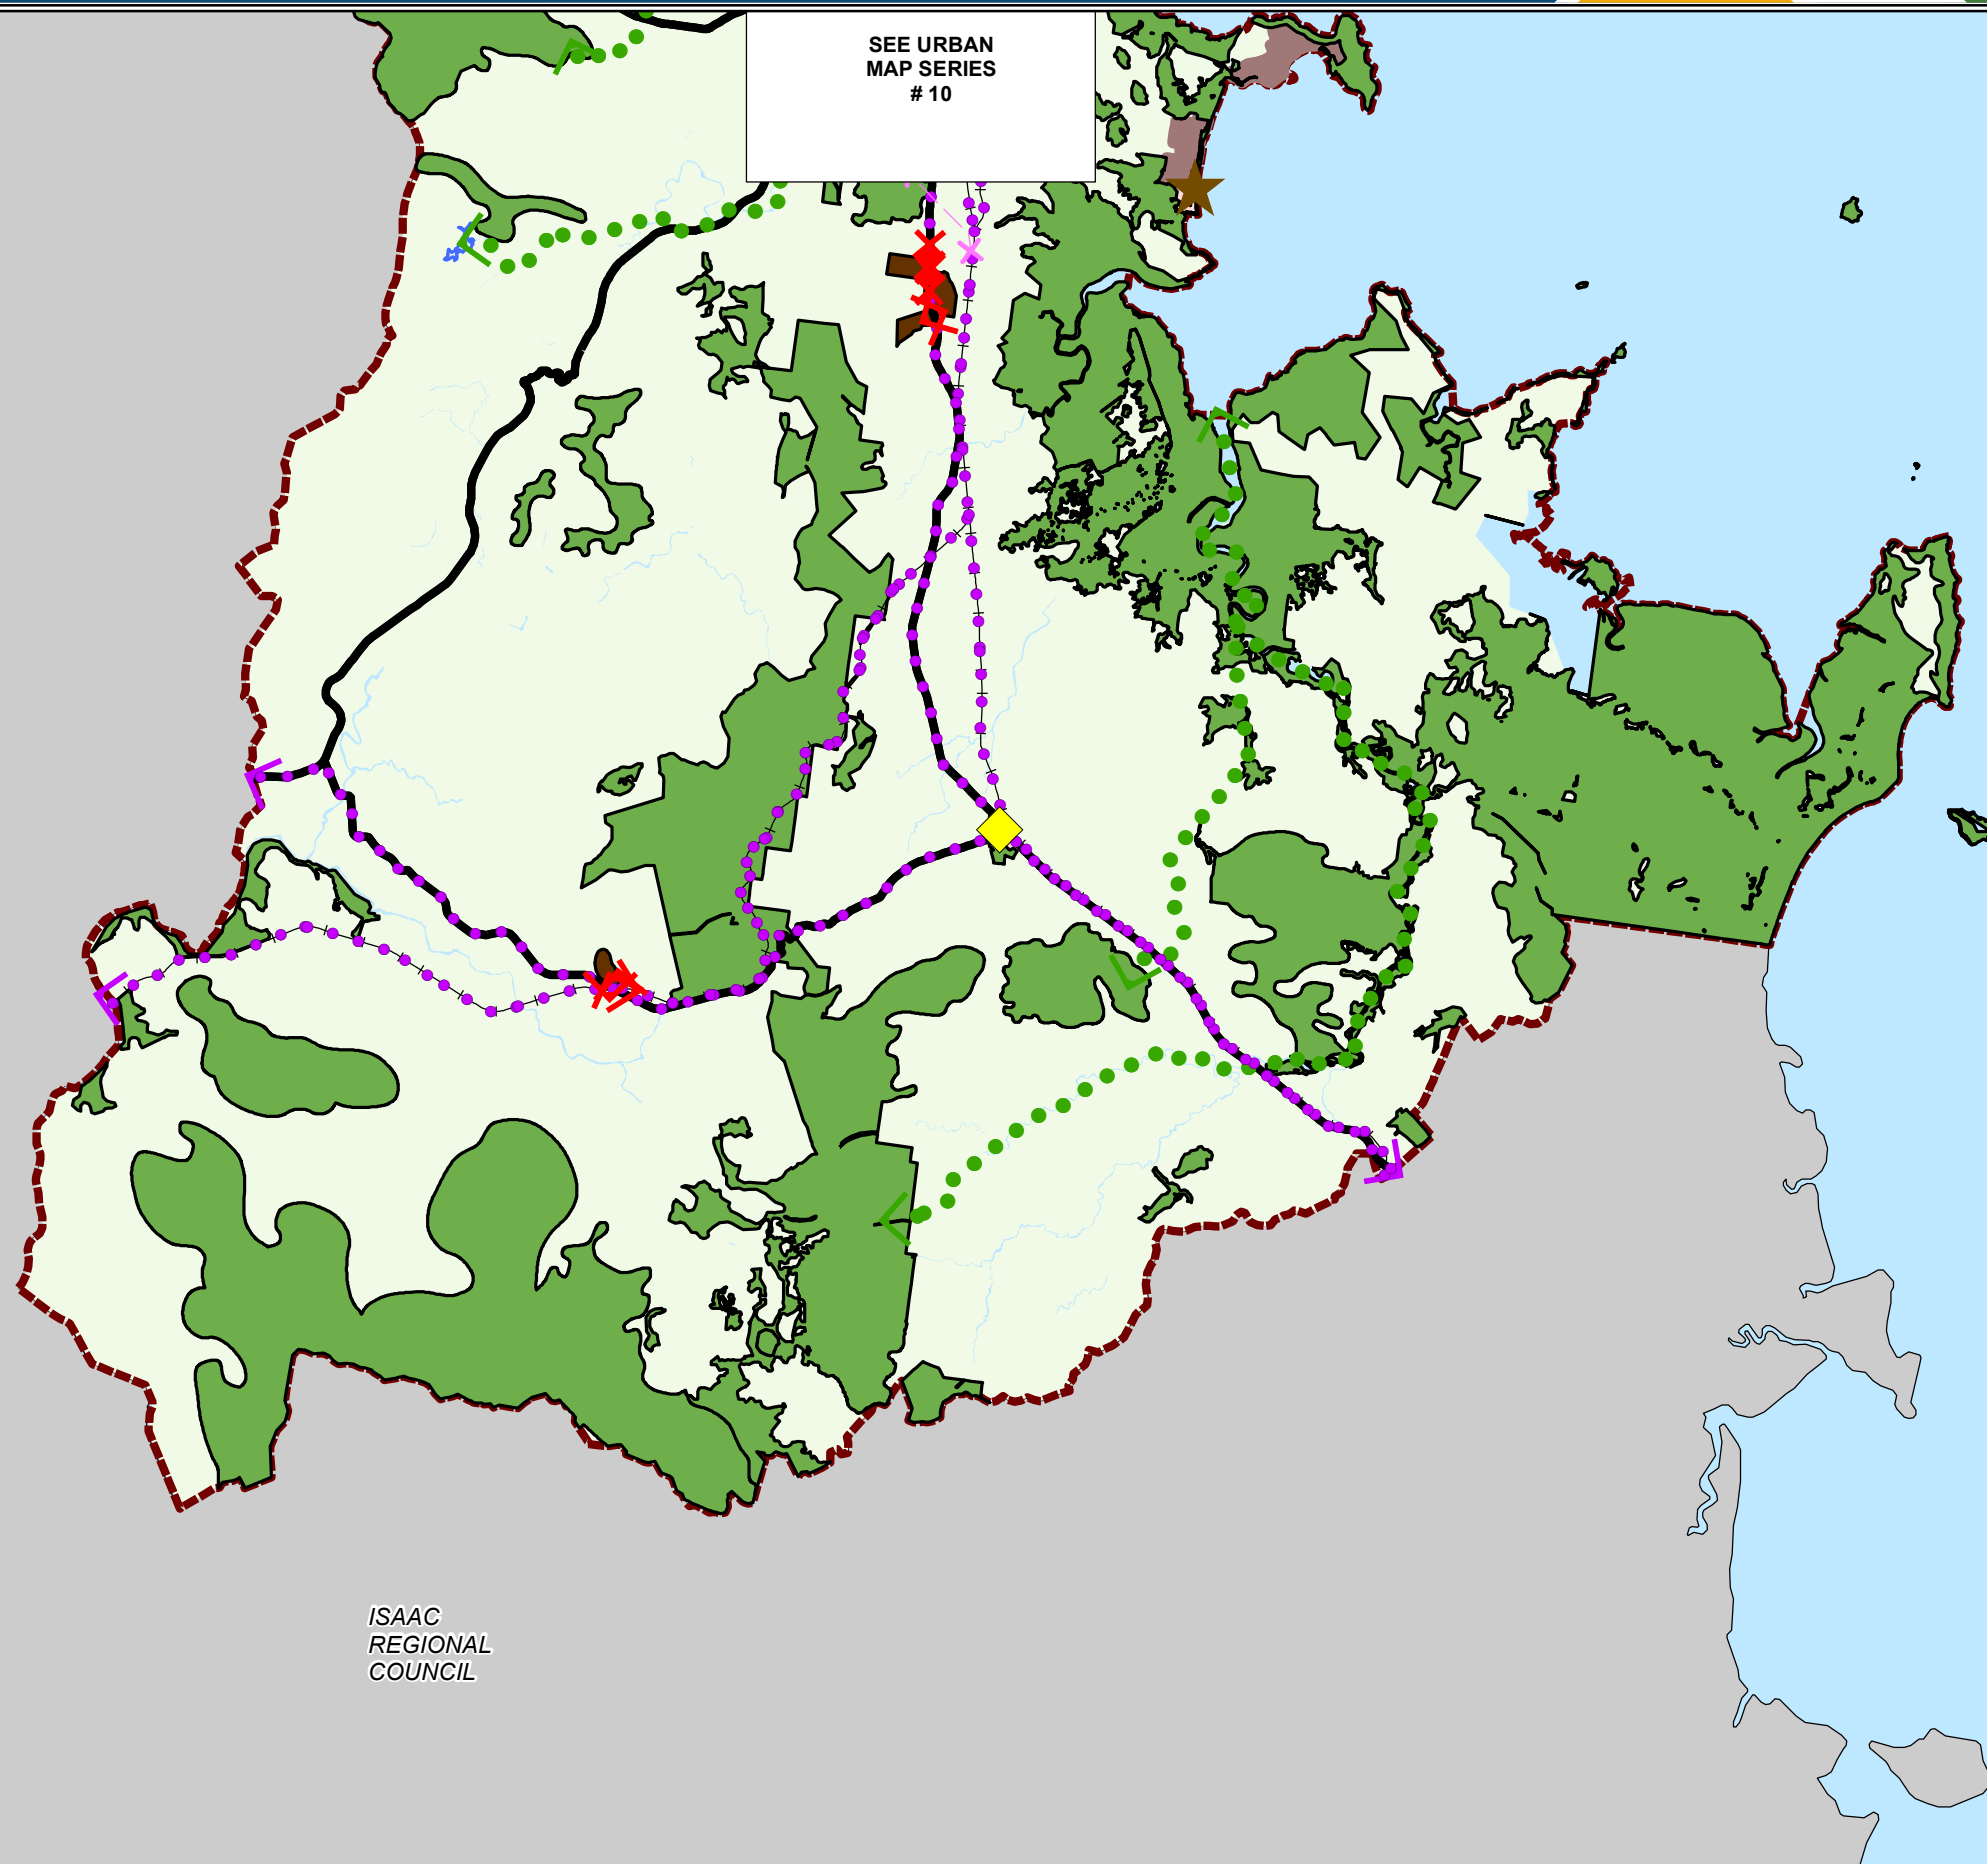 SEE URBAN
MAP SERIES
# 10
ISAAC
REGIONAL
COUNCIL